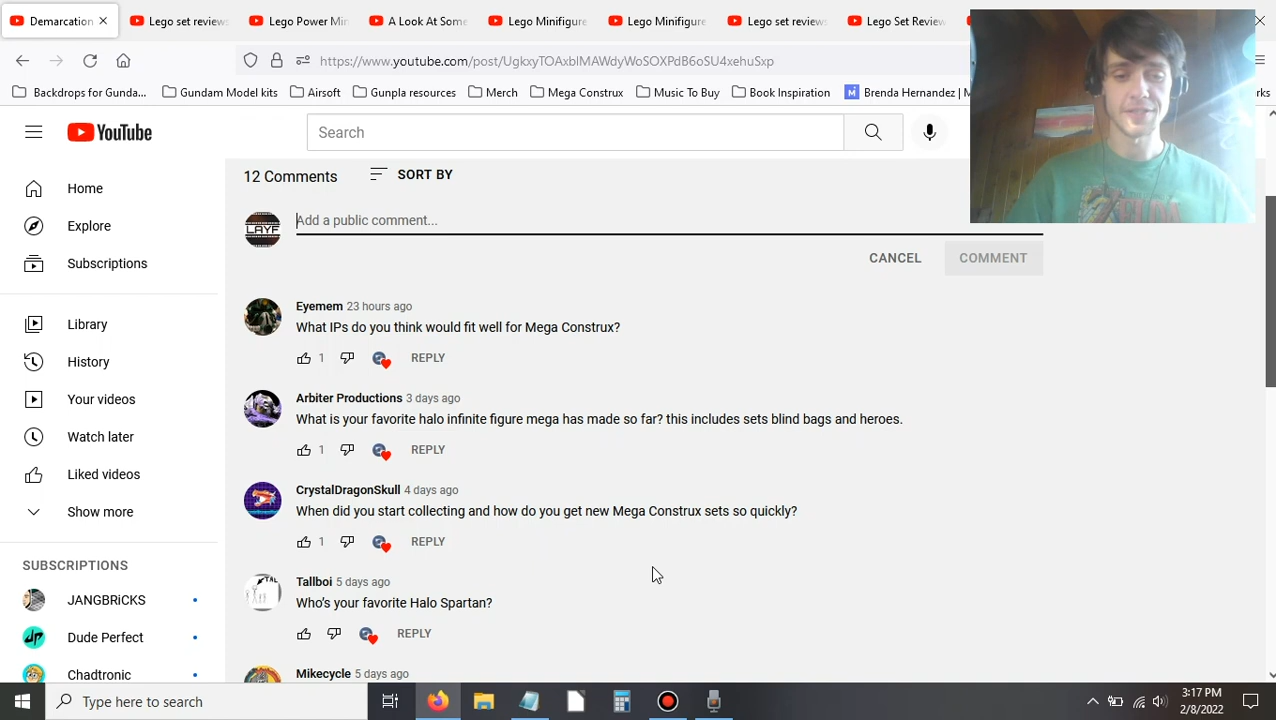 Demarcation
Lego set reviews
Lego Power Min
A Look At Some
Lego Minifigure
Lego Minifigure
Lego set reviews
Lego Set Review
https://www.youtube.com/post/UgkxyTOAxblMAWdyWoSOXPdB6oSU4xehuSxp
Backdrops for Gunda...
Gundam Model kits
Airsoft
Gunpla resources
Merch
Mega Construx
Music To Buy
Book Inspiration
Brenda Hernandez | M
rks
YouTube
Search
Home
Explore
Subscriptions
Library
History
Your videos
Watch later
Liked videos
Show more
SUBSCRIPTIONS
JANGBRiCKS
Dude Perfect
Chadtronic
12 Comments
SORT BY
LAYF
Add a public comment...
CANCEL
COMMENT
Eyemem 23 hours ago
What IPs do you think would fit well for Mega Construx?
1
REPLY
Arbiter Productions 3 days ago
What is your favorite halo infinite figure mega has made so far? this includes sets blind bags and heroes.
1
REPLY
CrystalDragonSkull 4 days ago
When did you start collecting and how do you get new Mega Construx sets so quickly?
1
REPLY
Tallboi 5 days ago
Who's your favorite Halo Spartan?
REPLY
Mikecycle 5 days ago
Type here to search
3:17 PM
2/8/2022